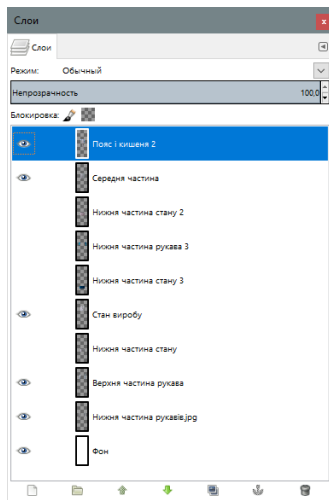 Слои
Слои
Режим: Обычный
Непрозрачность 100,0
Блокировка:
Пояс і кишеня 2
Середня частина
Нижня частина стану 2
Нижня частина рукава 3
Нижня частина стану 3
Стан виробу
Нижня частина стану
Верхня частина рукава
Нижня частина рукавів.jpg
Фон